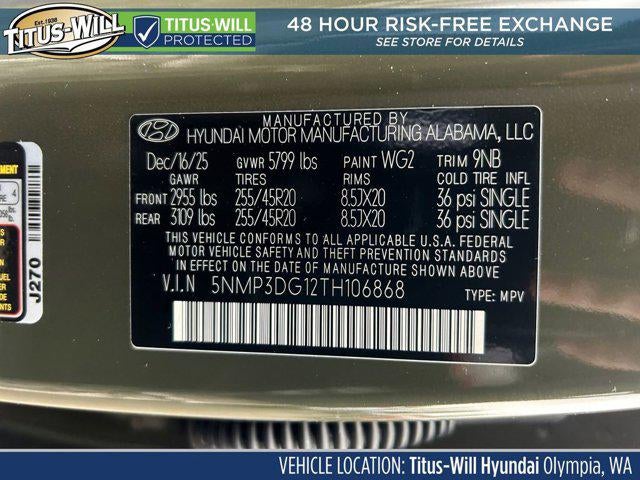 Est. 1938
TITUS-WILL
TITUS-WILL
PROTECTED
48 HOUR RISK-FREE EXCHANGE
SEE STORE FOR DETAILS
MANUFACTURED BY
HYUNDAI MOTOR MANUFACTURING ALABAMA, LLC
Dec/16/25 GVWR 5799 lbs PAINT WG2 TRIM 9NB
GAWR TIRES RIMS COLD TIRE INFL
FRONT 2955 lbs 255/45R20 8.5JX20 36 psi SINGLE
REAR 3109 lbs 255/45R20 8.5JX20 36 psi SINGLE
THIS VEHICLE CONFORMS TO ALL APPLICABLE U.S.A. FEDERAL
MOTOR VEHICLE SAFETY AND THEFT PREVENTION STANDARDS
IN EFFECT ON THE DATE OF MANUFACTURE SHOWN ABOVE.
V.I.N 5NMP3DG12TH106868
TYPE: MPV
J270
VEHICLE LOCATION: Titus-Will Hyundai Olympia, WA